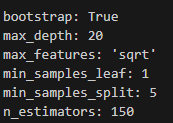 bootstrap: True
max_depth: 20
max_features: 'sqrt'
min_samples_leaf: 1
min_samples_split: 5
n_estimators: 150